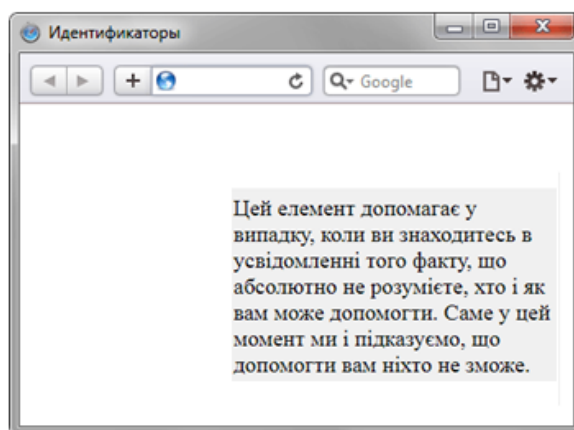 Идентификаторы
Google
Цей елемент допомагає у
випадку, коли ви знаходитесь в
усвідомленні того факту, що
абсолютно не розумієте, хто і як
вам може допомогти. Саме у цей
момент ми і підказуємо, що
допомогти вам ніхто не зможе.